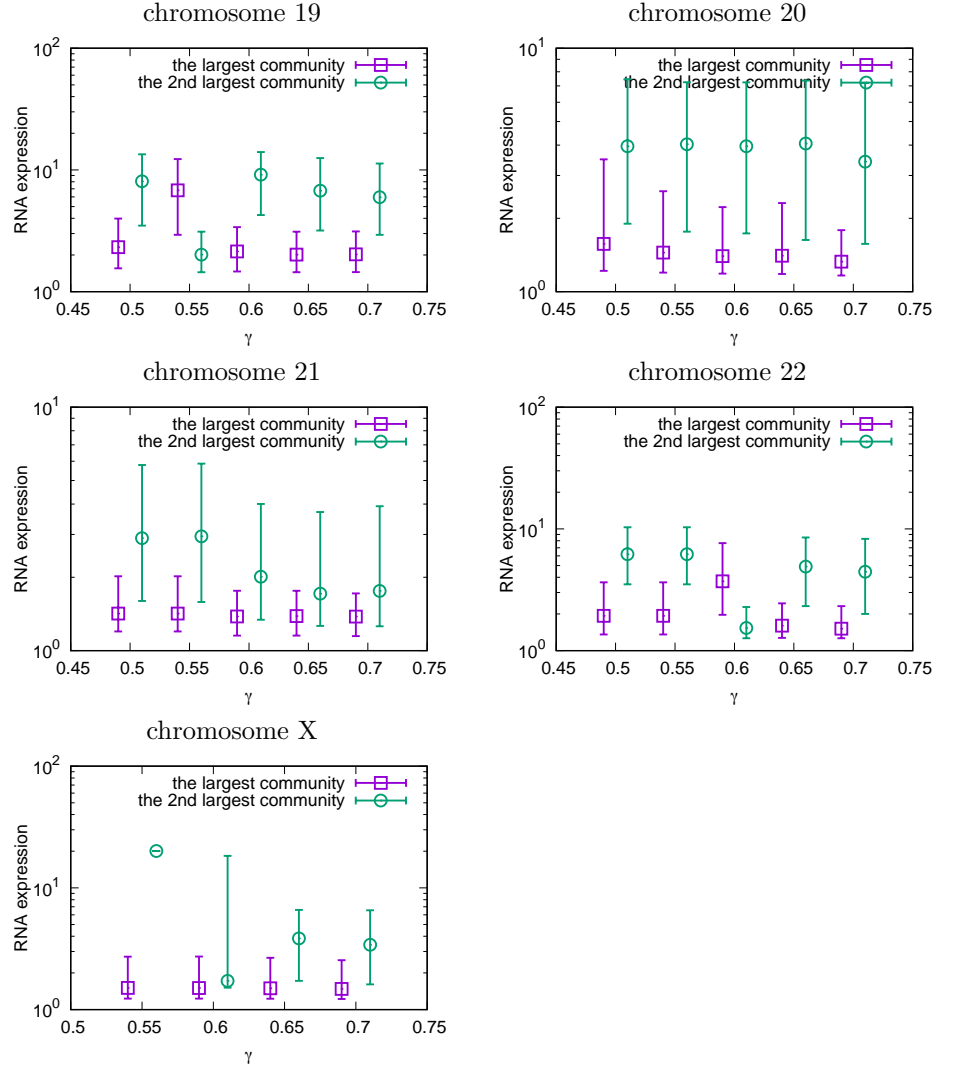 chromosome 19
10^2
10^1
10^0
RNA expression
the largest community
the 2nd largest community
0.45 0.5 0.55 0.6 0.65 0.7 0.75
γ
chromosome 20
10^1
10^0
RNA expression
the largest community
the 2nd largest community
0.45 0.5 0.55 0.6 0.65 0.7 0.75
γ
chromosome 21
10^1
10^0
RNA expression
the largest community
the 2nd largest community
0.45 0.5 0.55 0.6 0.65 0.7 0.75
γ
chromosome 22
10^2
10^1
10^0
RNA expression
the largest community
the 2nd largest community
0.45 0.5 0.55 0.6 0.65 0.7 0.75
γ
chromosome X
10^2
10^1
10^0
RNA expression
the largest community
the 2nd largest community
0.5 0.55 0.6 0.65 0.7 0.75
γ